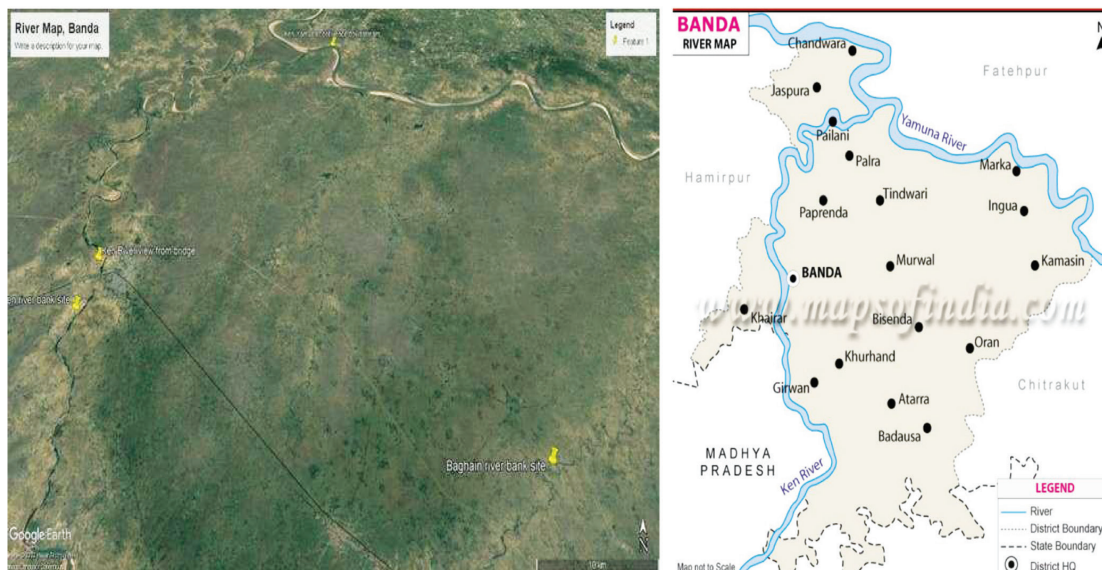 River Map, Banda
Write a description for your map.
Legend
Feature 1
Ken River view from bridge
river bank site
Baghain river bank site
Google Earth
10 km
N
BANDA
RIVER MAP
N
Chandwara
Fatehpur
Jaspura
Pailani
Yamuna River
Palra
Marka
Hamirpur
Paprenda
Tindwari
Ingua
Murwal
Kamasin
BANDA
www.mapsofindia.com
Khairar
Bisenda
Oran
Khurhand
Girwan
Chitrakut
Atarra
Badausa
MADHYA
PRADESH
Ken River
LEGEND
River
District Boundary
State Boundary
District HQ
Map not to Scale